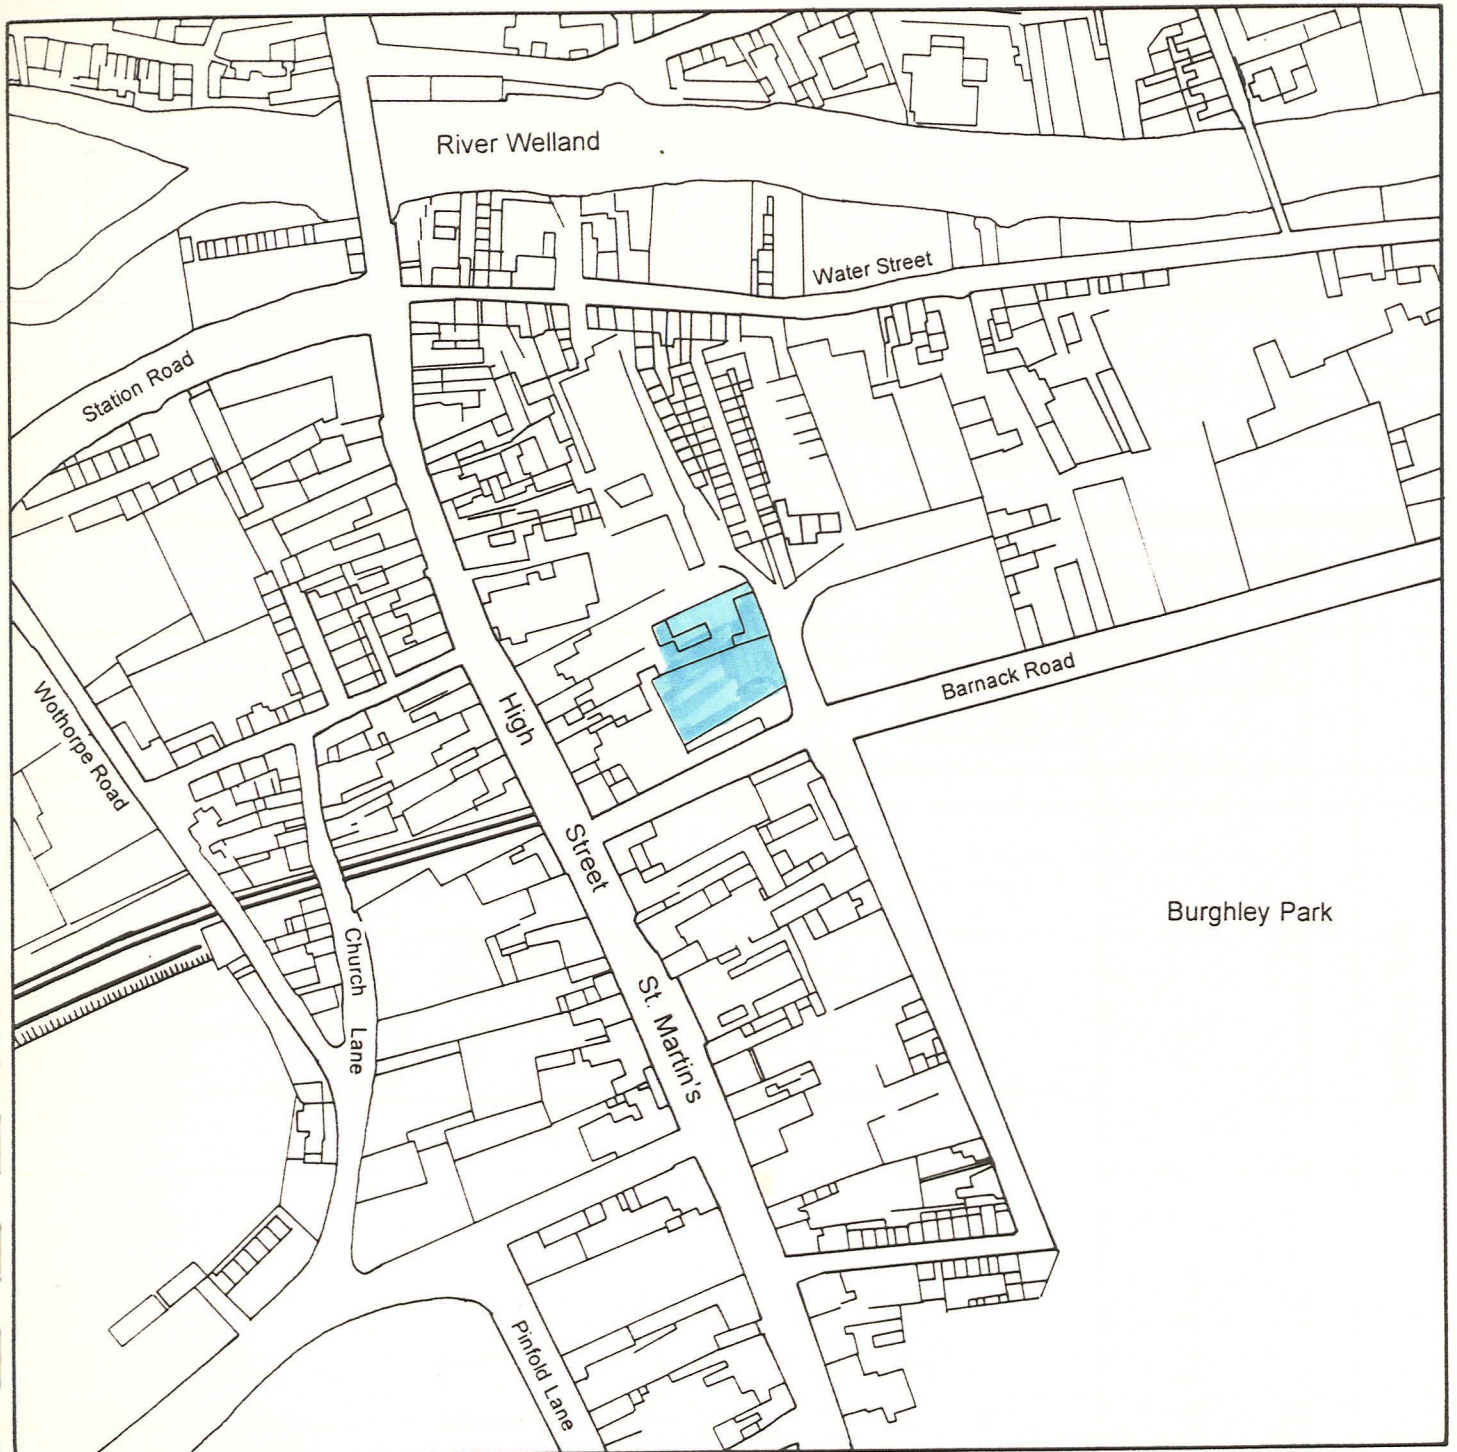 River Welland
Water Street
Station Road
Barnack Road
Wothorpe Road
High
Street
St. Martin's
Burghley Park
Church
Lane
Pinfold Lane